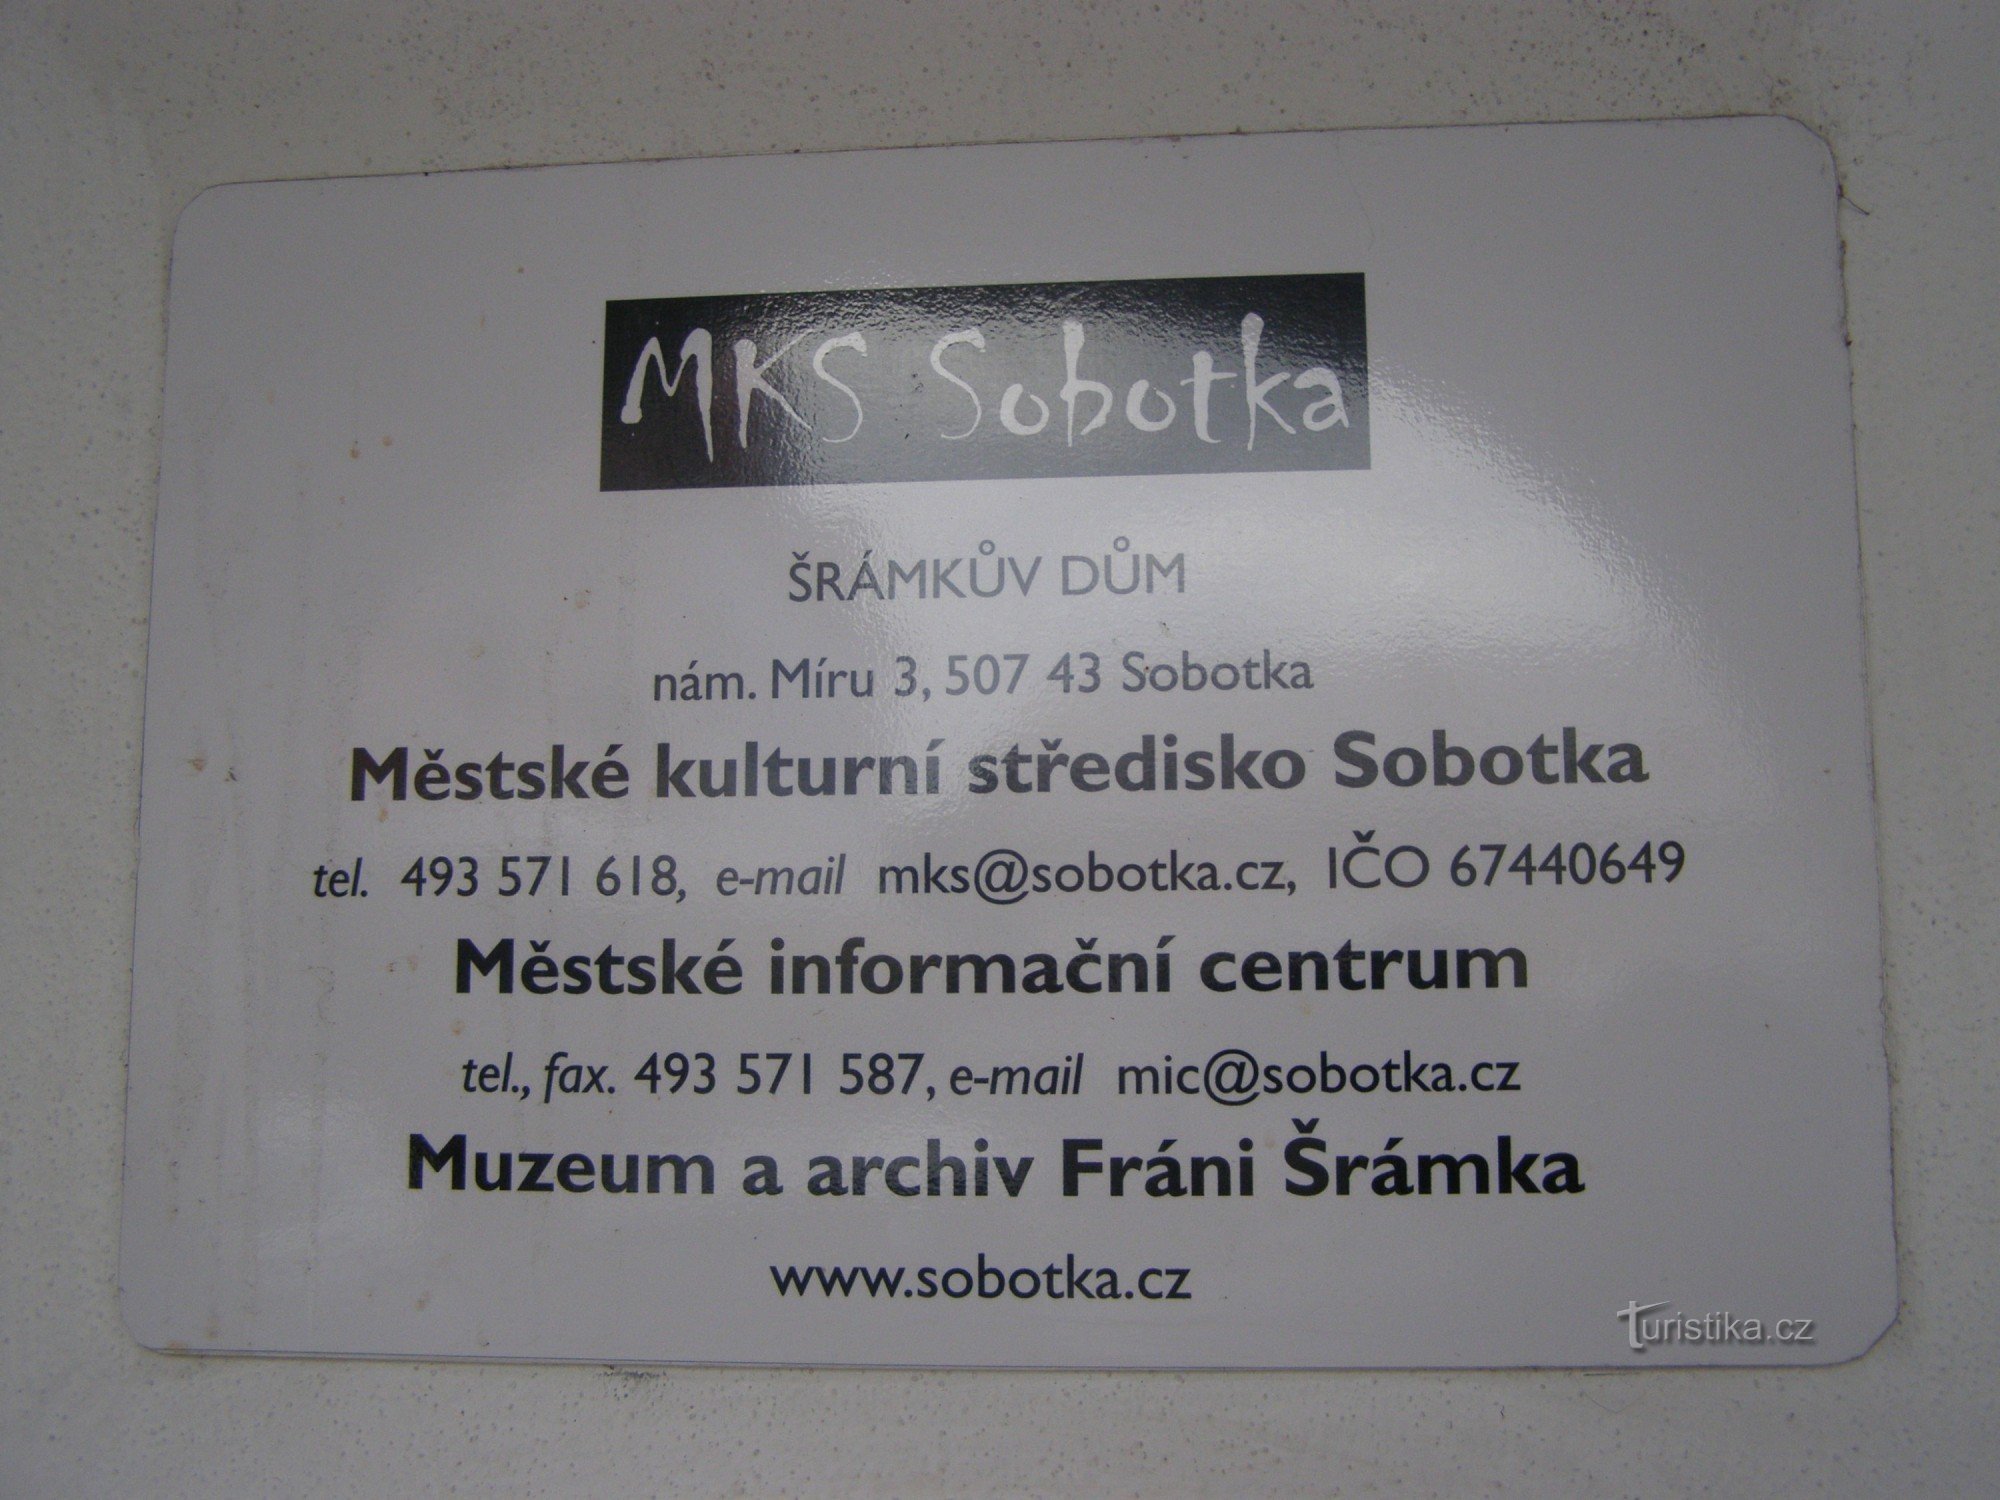 MKS Sobotka
ŠRÁMKŮV DŮM
nám. Míru 3, 507 43 Sobotka
Městské kulturní středisko Sobotka
tel. 493 571 618, e-mail mks@sobotka.cz, IČO 67440649
Městské informační centrum
tel., fax. 493 571 587, e-mail mic@sobotka.cz
Muzeum a archiv Fráni Šrámka
www.sobotka.cz
Turistika.cz